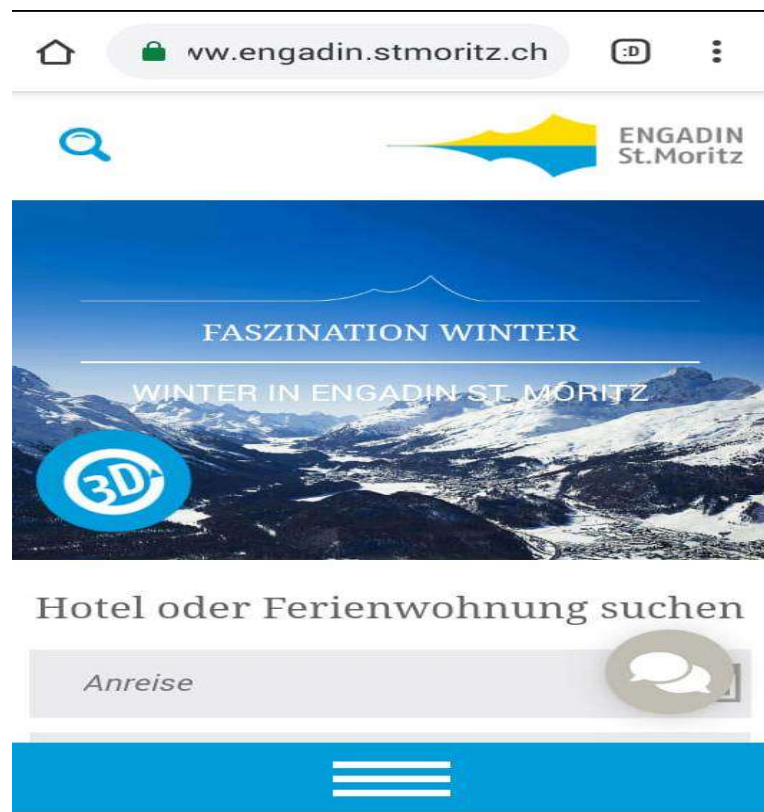 ww.engadin.stmoritz.ch
:D
ENGADIN
St.Moritz
FASZINATION WINTER
WINTER IN ENGADIN ST. MORITZ
3D
Hotel oder Ferienwohnung suchen
Anreise